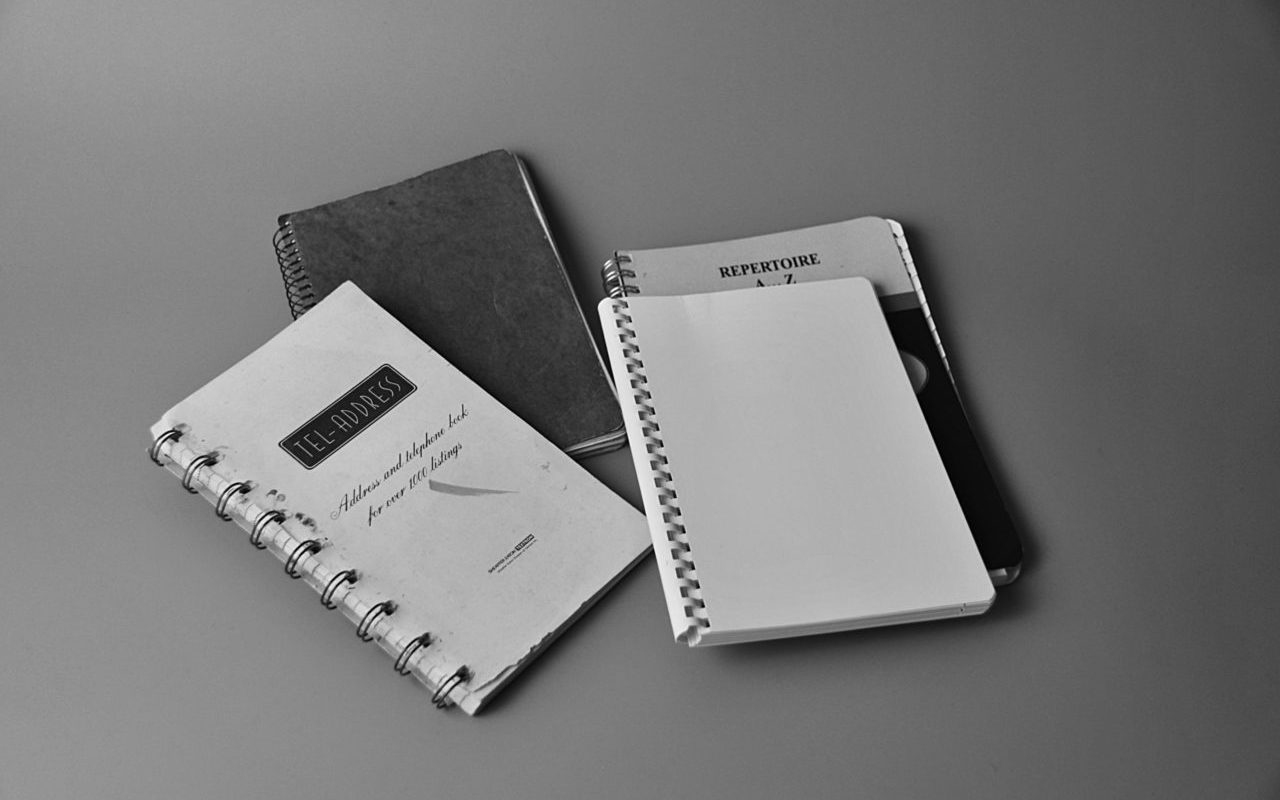 TEL-ADDRESS
Address and telephone book
for over 1000 listings
REPERTOIRE
A Z